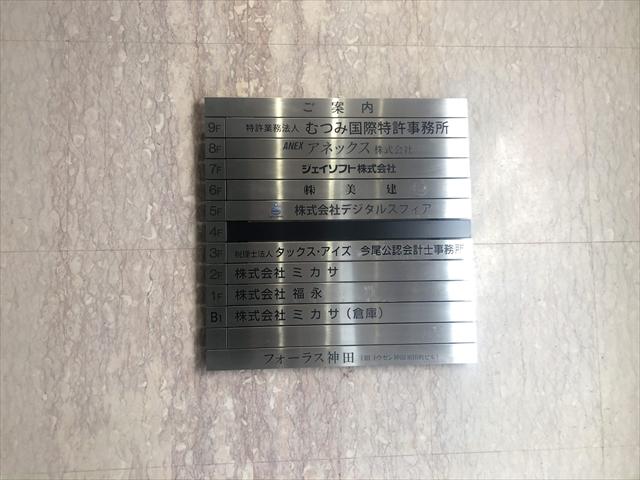 ご案内
9F 特許業務法人 むつみ国際特許事務所
8F ANEX アネックス 株式会社
7F ジェイソフト株式会社
6F ㈱ 美建
5F 株式会社デジタルスフィア
4F
3F 税理士法人 タックス・アイズ 今尾公認会計士事務所
2F 株式会社 ミカサ
1F 株式会社 福永
B1 株式会社 ミカサ（倉庫）
フォーラス神田